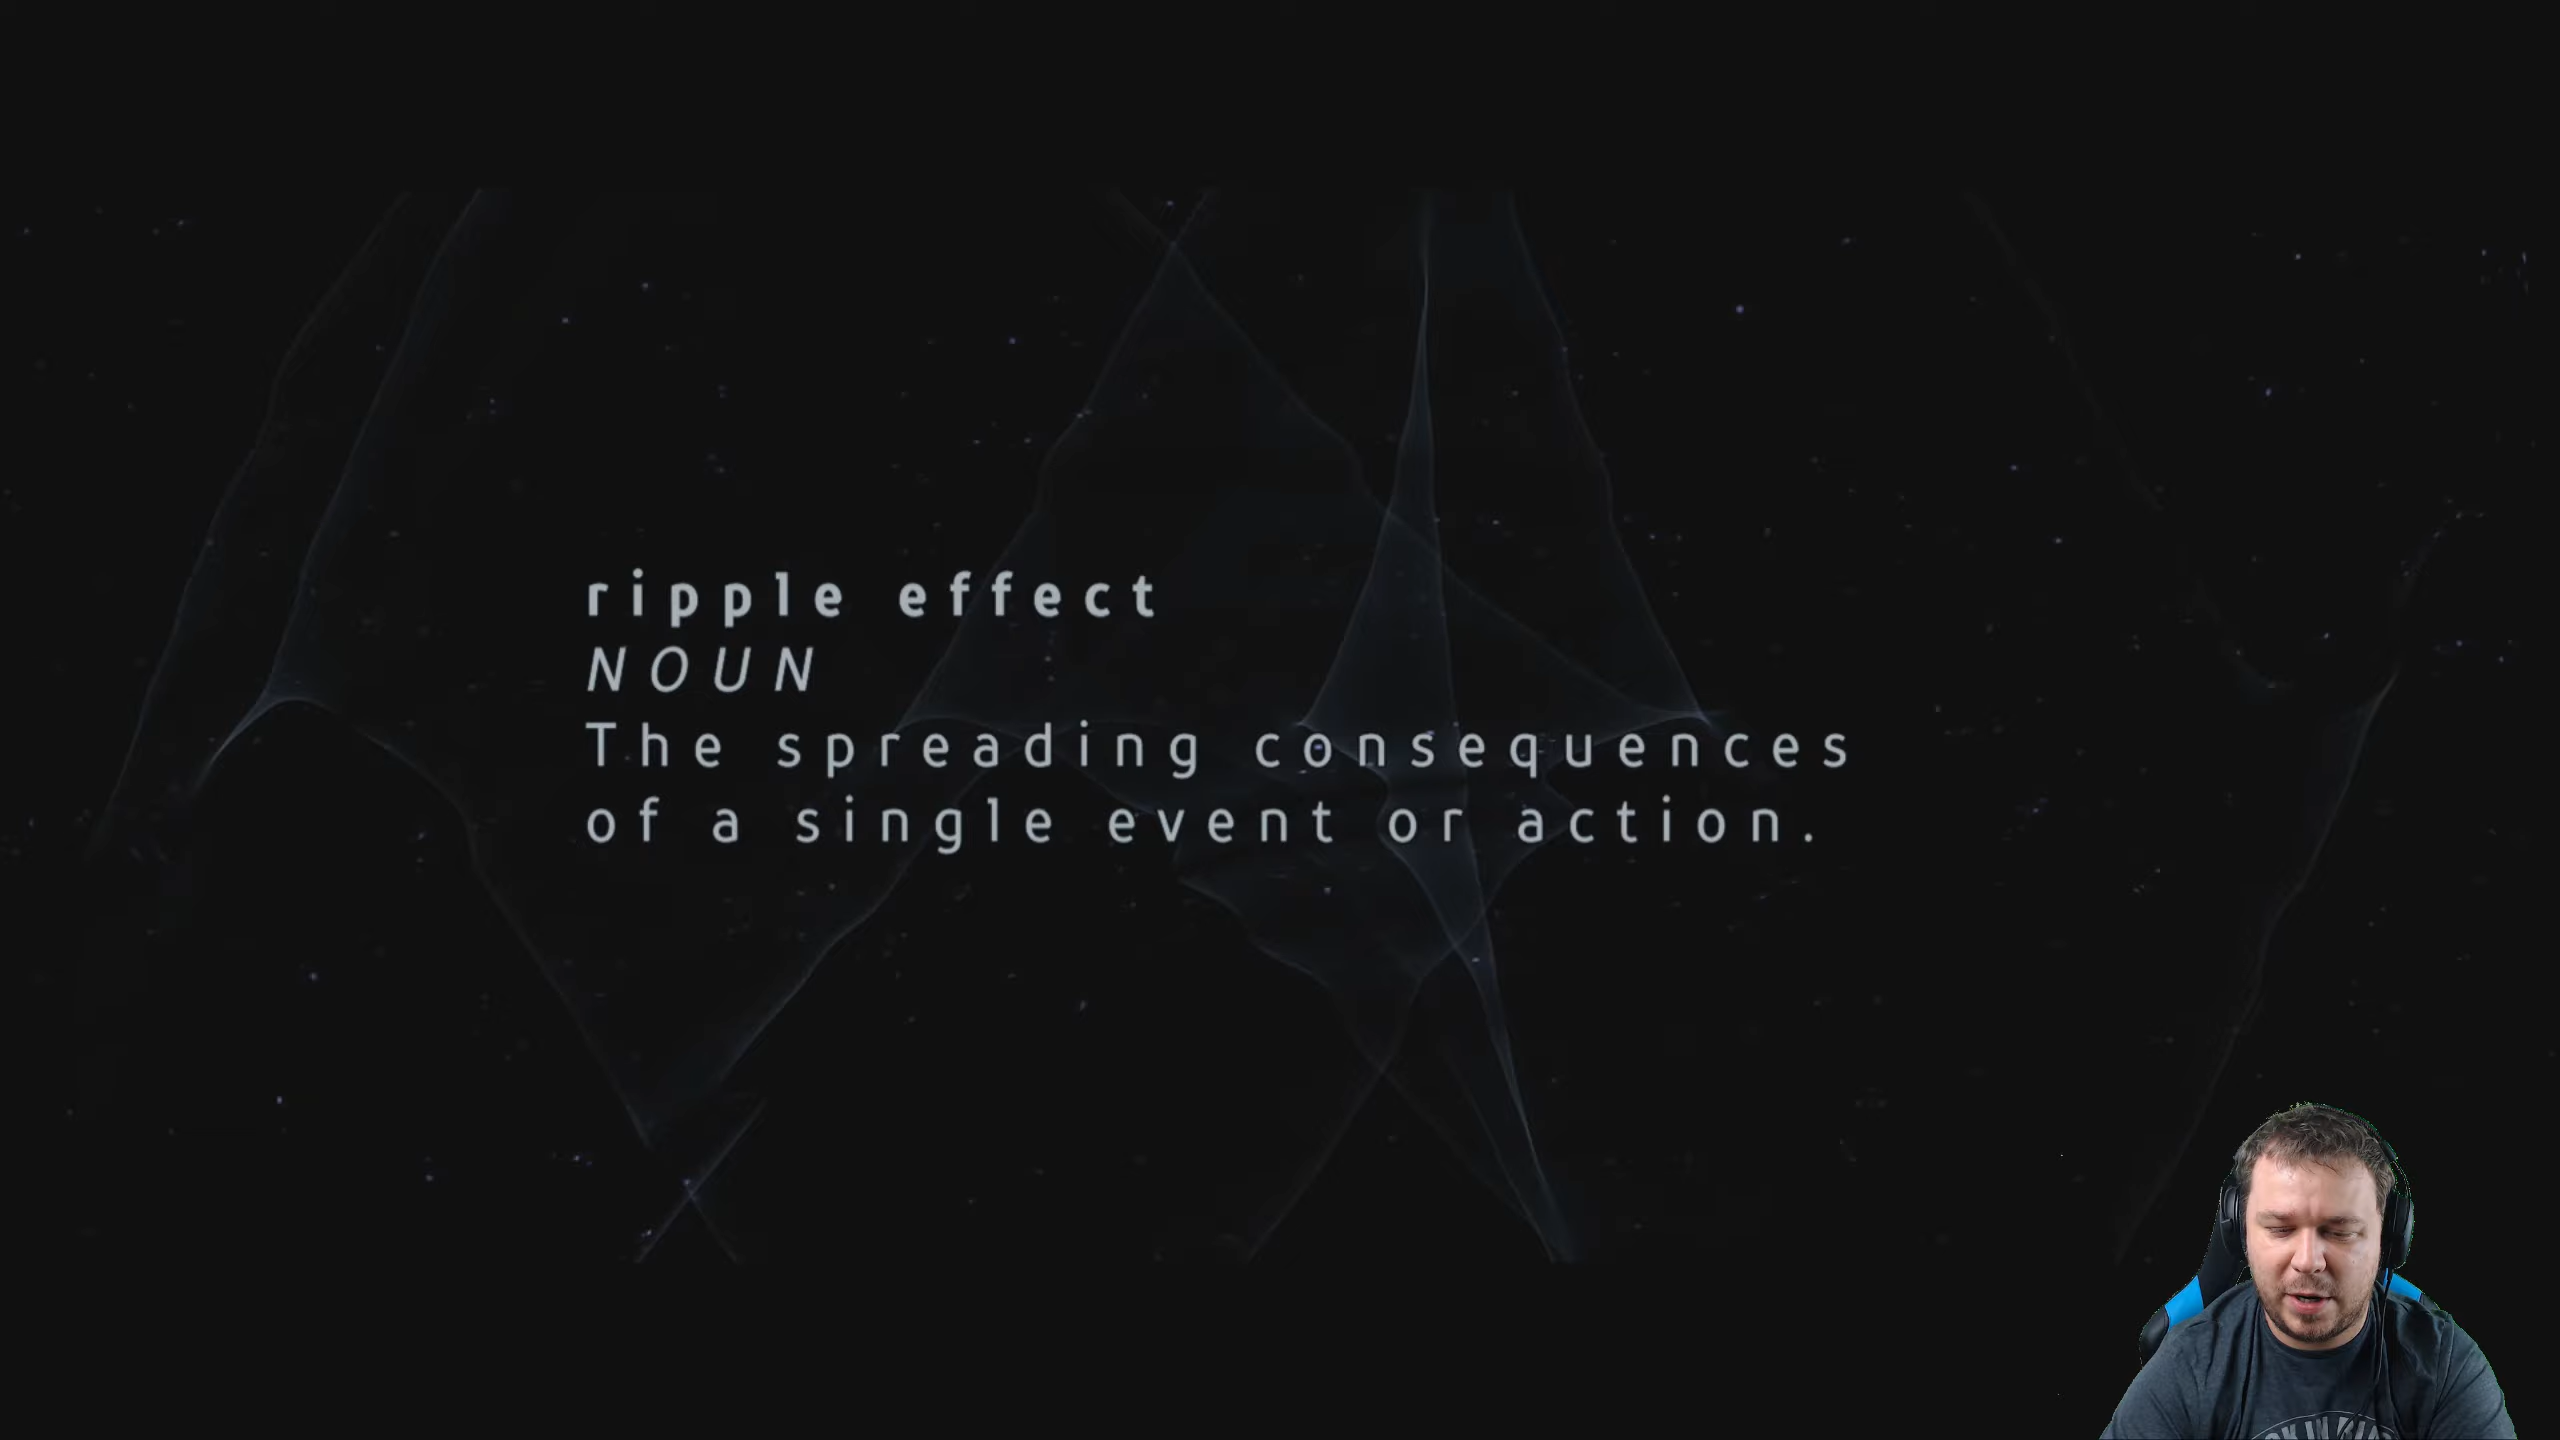 ripple effect
NOUN
The spreading consequences
of a single event or action.